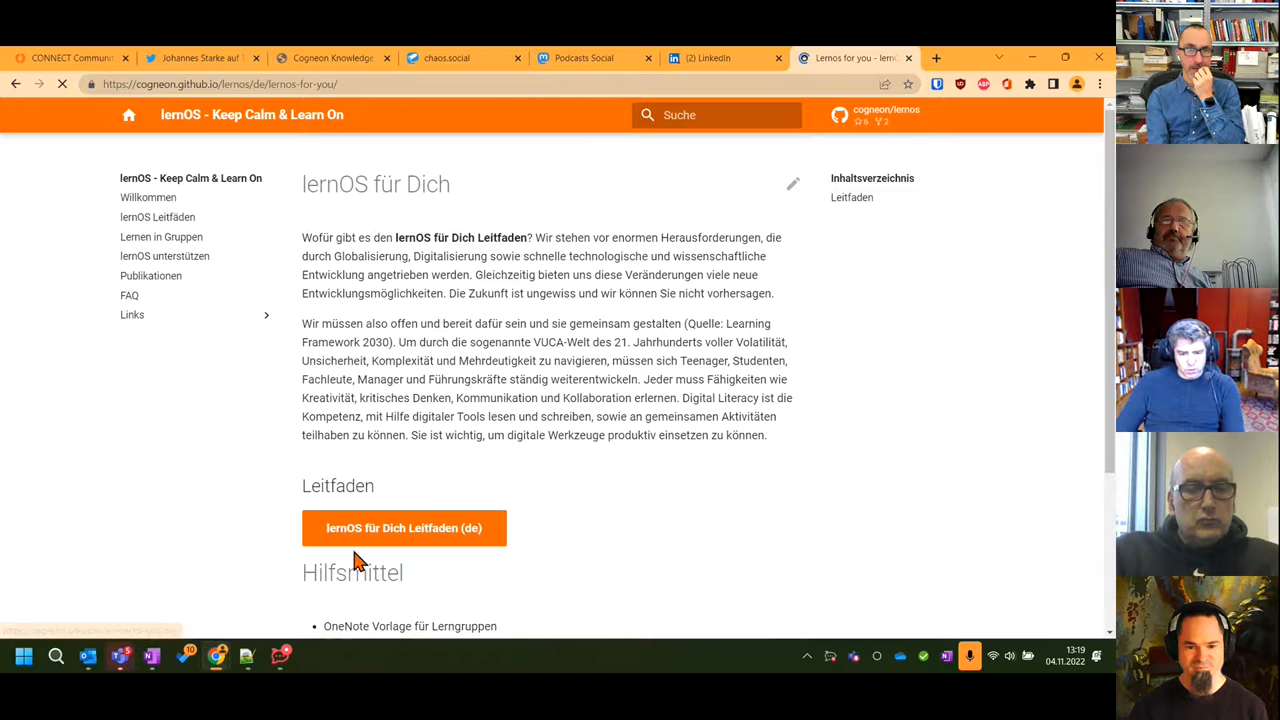 CONNECT Communi
Johannes Starke auf T
Cogneon Knowledge
chaos.social
Podcasts Social
(2) LinkedIn
Lernos for you - lern
https://cogneon.github.io/lernos/de/lernos-for-you/
lernOS - Keep Calm & Learn On
Suche
cogneon/lernos
6 2
lernOS - Keep Calm & Learn On
Willkommen
lernOS Leitfäden
Lernen in Gruppen
lernOS unterstützen
Publikationen
FAQ
Links
lernOS für Dich
Wofür gibt es den lernOS für Dich Leitfaden? Wir stehen vor enormen Herausforderungen, die
durch Globalisierung, Digitalisierung sowie schnelle technologische und wissenschaftliche
Entwicklung angetrieben werden. Gleichzeitig bieten uns diese Veränderungen viele neue
Entwicklungsmöglichkeiten. Die Zukunft ist ungewiss und wir können Sie nicht vorhersagen.
Wir müssen also offen und bereit dafür sein und sie gemeinsam gestalten (Quelle: Learning
Framework 2030). Um durch die sogenannte VUCA-Welt des 21. Jahrhunderts voller Volatilität,
Unsicherheit, Komplexität und Mehrdeutigkeit zu navigieren, müssen sich Teenager, Studenten,
Fachleute, Manager und Führungskräfte ständig weiterentwickeln. Jeder muss Fähigkeiten wie
Kreativität, kritisches Denken, Kommunikation und Kollaboration erlernen. Digital Literacy ist die
Kompetenz, mit Hilfe digitaler Tools lesen und schreiben, sowie an gemeinsamen Aktivitäten
teilhaben zu können. Sie ist wichtig, um digitale Werkzeuge produktiv einsetzen zu können.
Leitfaden
lernOS für Dich Leitfaden (de)
Hilfsmittel
OneNote Vorlage für Lerngruppen
Inhaltsverzeichnis
Leitfaden
13:19
04.11.2022